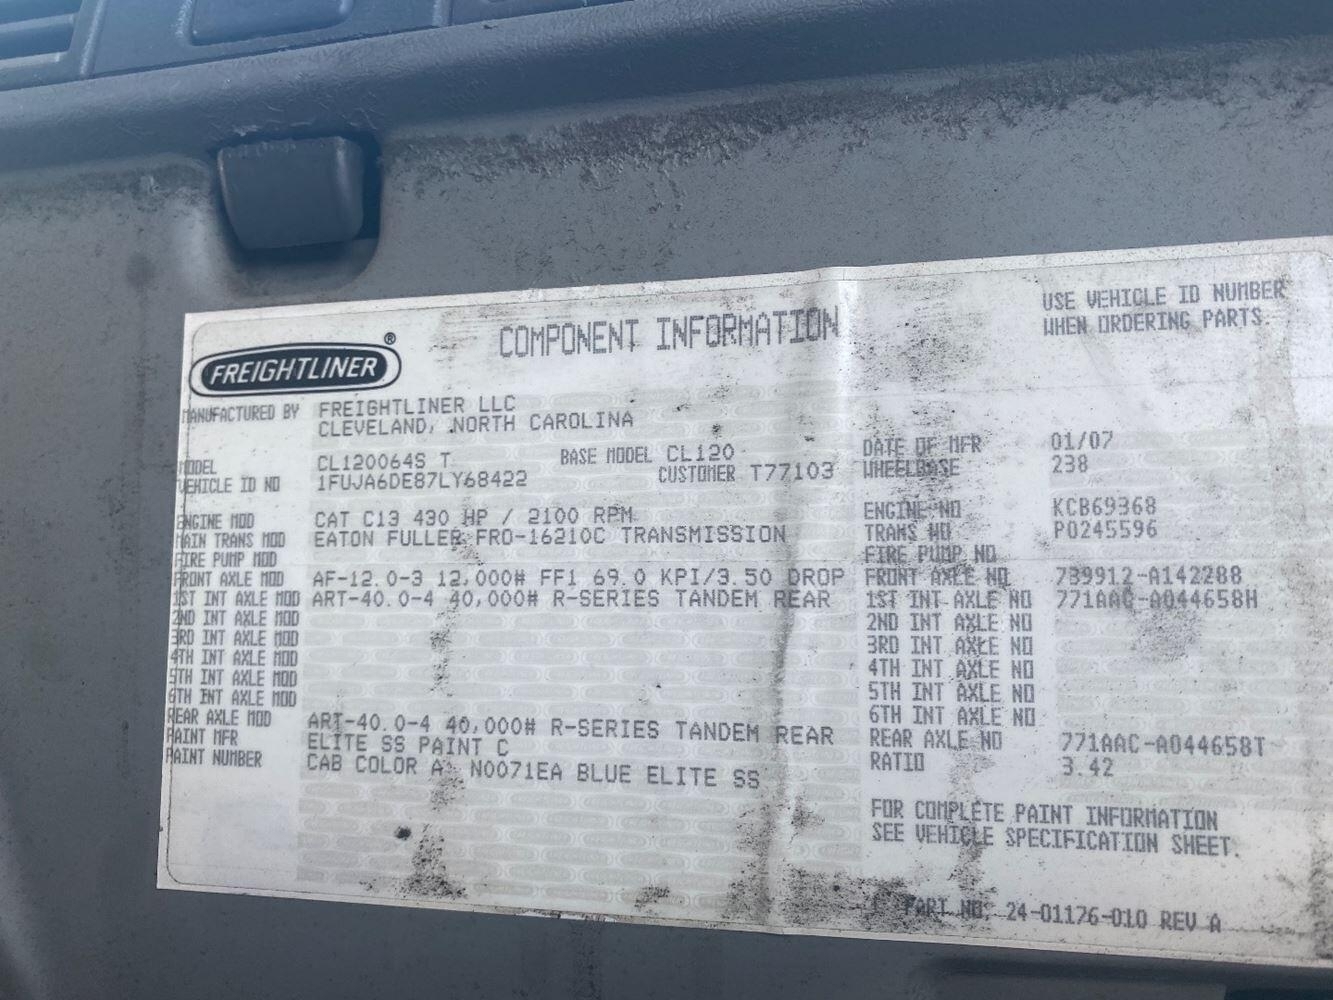 FREIGHTLINER ®
COMPONENT INFORMATION
USE VEHICLE ID NUMBER
WHEN ORDERING PARTS.
MANUFACTURED BY FREIGHTLINER LLC
CLEVELAND, NORTH CAROLINA
MODEL CL120064S T BASE MODEL CL120
VEHICLE ID NO 1FUJA6DE87LY68422 CUSTOMER T77103
DATE OF MFR 01/07
WHEELBASE 238
ENGINE MOD CAT C13 430 HP / 2100 RPM
MAIN TRANS MOD EATON FULLER FRO-16210C TRANSMISSION
FIRE PUMP MOD
FRONT AXLE MOD AF-12.0-3 12,000# FF1 69.0 KPI/3.50 DROP
1ST INT AXLE MOD ART-40.0-4 40,000# R-SERIES TANDEM REAR
2ND INT AXLE MOD
3RD INT AXLE MOD
4TH INT AXLE MOD
5TH INT AXLE MOD
6TH INT AXLE MOD
REAR AXLE MOD ART-40.0-4 40,000# R-SERIES TANDEM REAR
PAINT MFR ELITE SS PAINT C
PAINT NUMBER CAB COLOR A: N0071EA BLUE ELITE SS
ENGINE NO KCB69368
TRANS NO P0245596
FIRE PUMP NO
FRONT AXLE NO 739912-A142288
1ST INT AXLE NO 771AAC-A044658H
2ND INT AXLE NO
3RD INT AXLE NO
4TH INT AXLE NO
5TH INT AXLE NO
6TH INT AXLE NO
REAR AXLE NO 771AAC-A044658T
RATIO 3.42
FOR COMPLETE PAINT INFORMATION
SEE VEHICLE SPECIFICATION SHEET.
PART NO. 24-01176-010 REV A